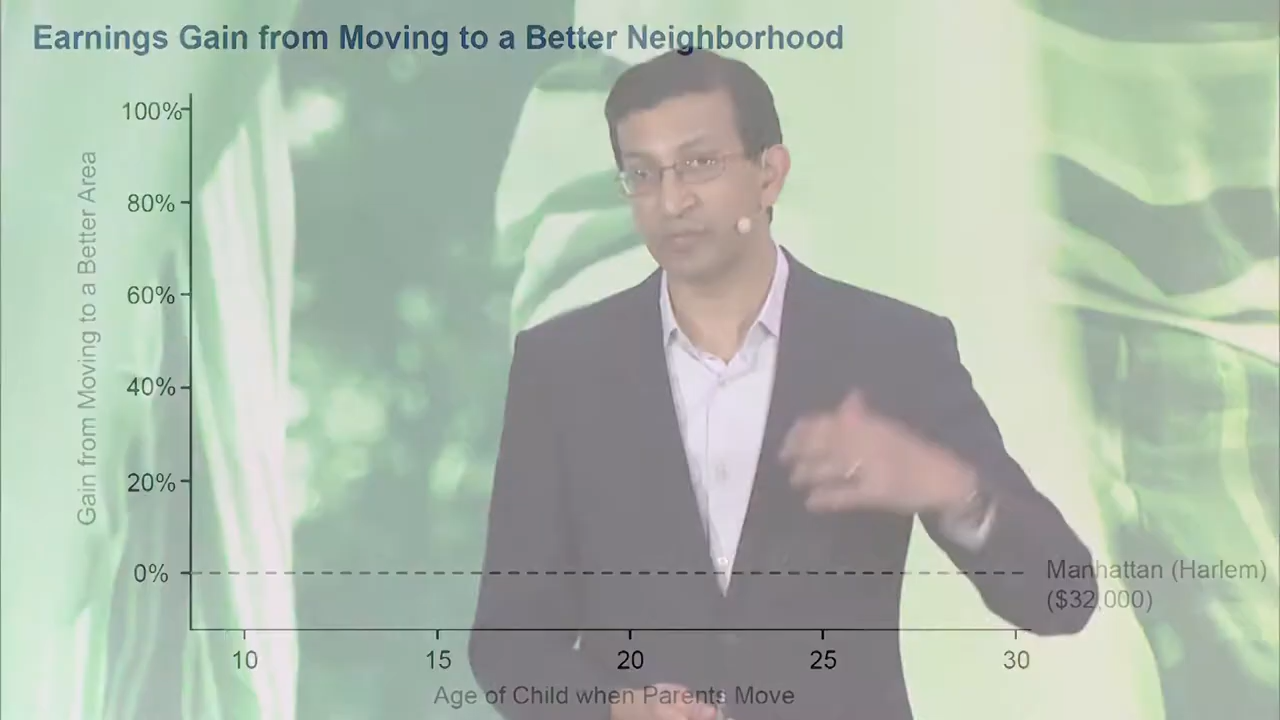 Earnings Gain from Moving to a Better Neighborhood
Gain from Moving to a Better Area
100%
80%
60%
40%
20%
0%
Manhattan (Harlem)
($32,000)
10 15 20 25 30
Age of Child when Parents Move